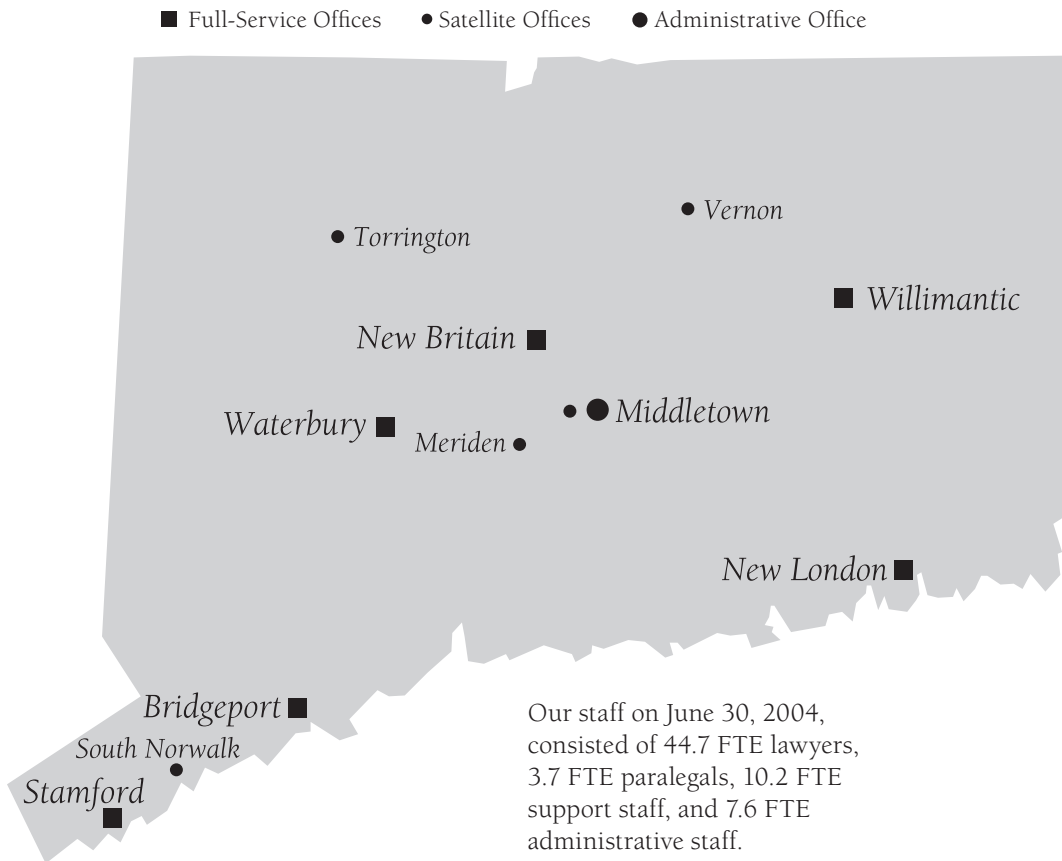 Full-Service Offices Satellite Offices Administrative Office
Vernon
Torrington
Willimantic
New Britain
Middletown
Waterbury
Meriden
New London
Bridgeport
South Norwalk
Stamford
Our staff on June 30, 2004,
consisted of 44.7 FTE lawyers,
3.7 FTE paralegals, 10.2 FTE
support staff, and 7.6 FTE
administrative staff.